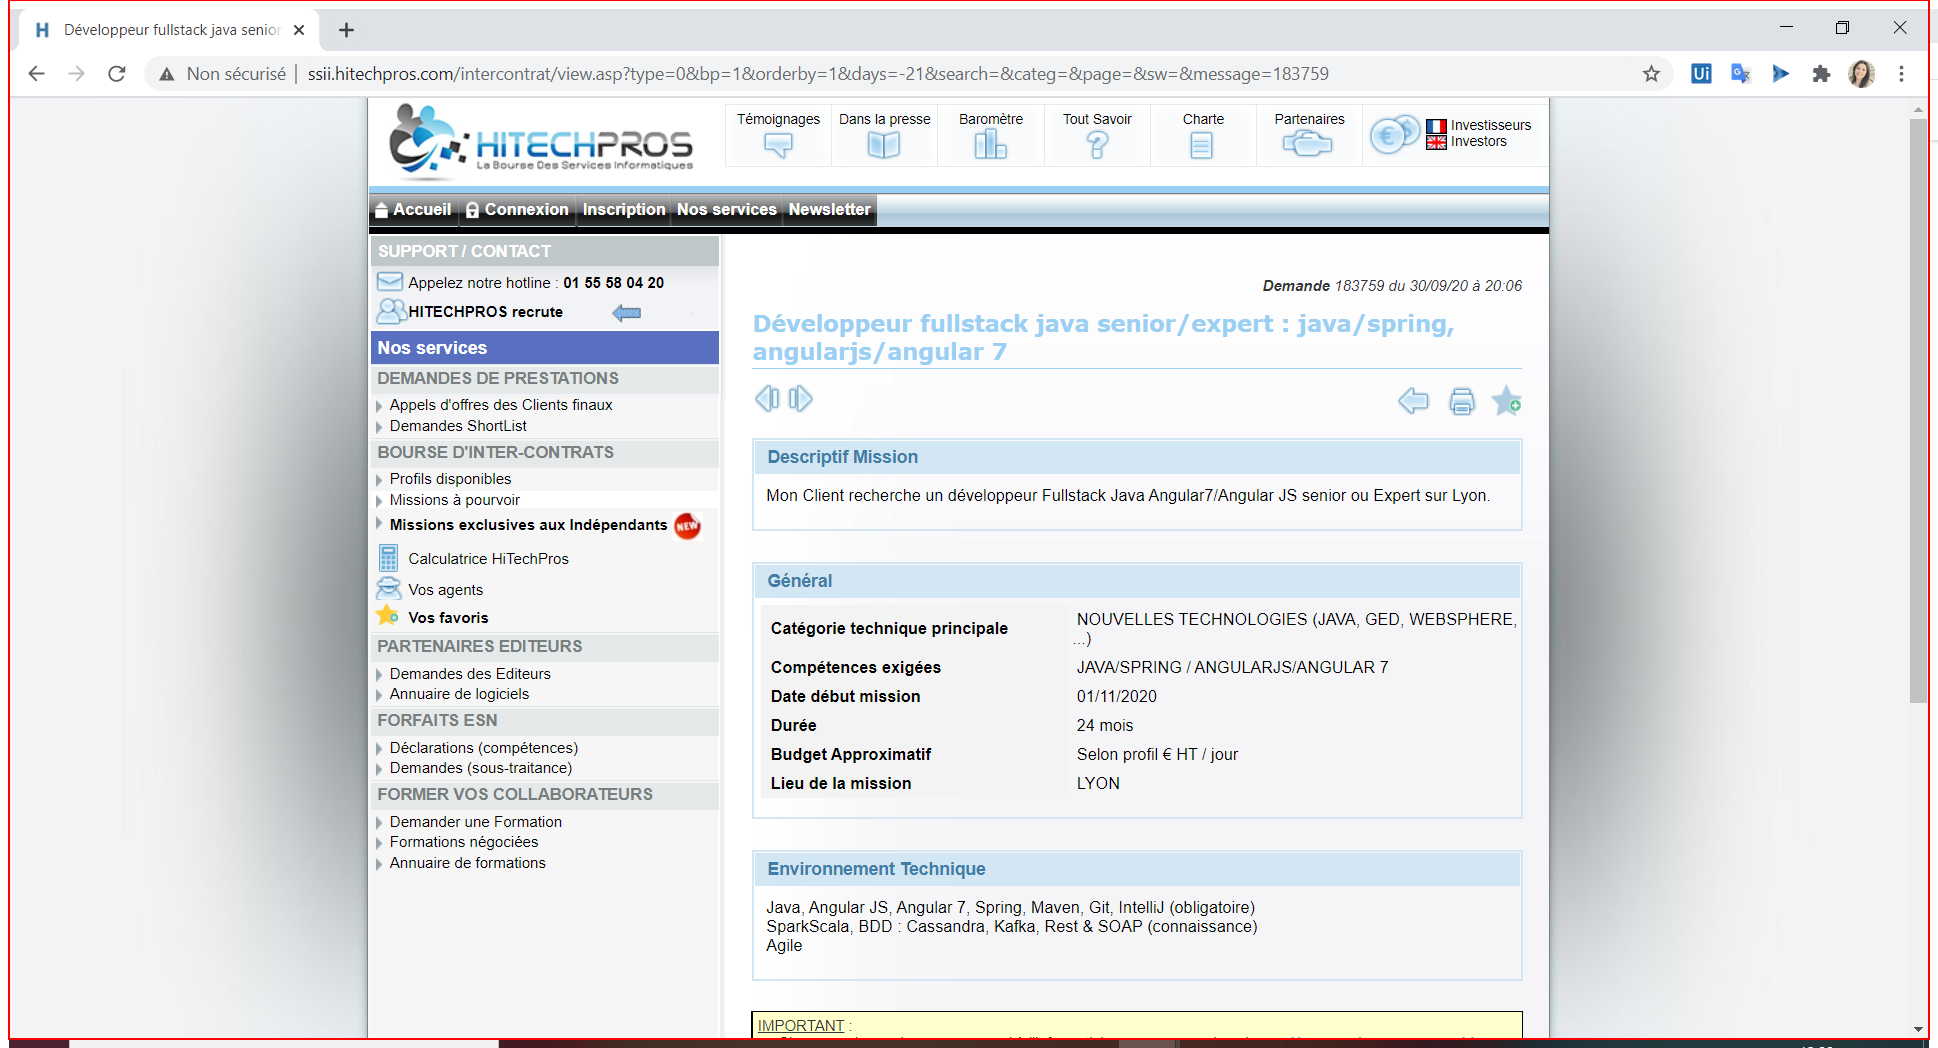 Développeur fullstack java senior
Non sécurisé | ssii.hitechpros.com/intercontrat/view.asp?type=0&bp=1&orderby=1&days=-21&search=&categ=&page=&sw=&message=183759
HITECHPROS
La Bourse Des Services Informatiques
Témoignages
Dans la presse
Baromètre
Tout Savoir
Charte
Partenaires
Investisseurs
Investors
Accueil Connexion Inscription Nos services Newsletter
SUPPORT / CONTACT
Appelez notre hotline : 01 55 58 04 20
HITECHPROS recrute
Nos services
DEMANDES DE PRESTATIONS
Appels d'offres des Clients finaux
Demandes ShortList
BOURSE D'INTER-CONTRATS
Profils disponibles
Missions à pourvoir
Missions exclusives aux Indépendants NEW
Calculatrice HiTechPros
Vos agents
Vos favoris
PARTENAIRES EDITEURS
Demandes des Editeurs
Annuaire de logiciels
FORFAITS ESN
Déclarations (compétences)
Demandes (sous-traitance)
FORMER VOS COLLABORATEURS
Demander une Formation
Formations négociées
Annuaire de formations
Demande 183759 du 30/09/20 à 20:06
Développeur fullstack java senior/expert : java/spring,
angularjs/angular 7
Descriptif Mission
Mon Client recherche un développeur Fullstack Java Angular7/Angular JS senior ou Expert sur Lyon.
Général
Catégorie technique principale NOUVELLES TECHNOLOGIES (JAVA, GED, WEBSPHERE,
...)
Compétences exigées JAVA/SPRING / ANGULARJS/ANGULAR 7
Date début mission 01/11/2020
Durée 24 mois
Budget Approximatif Selon profil € HT / jour
Lieu de la mission LYON
Environnement Technique
Java, Angular JS, Angular 7, Spring, Maven, Git, IntelliJ (obligatoire)
SparkScala, BDD : Cassandra, Kafka, Rest & SOAP (connaissance)
Agile
IMPORTANT :